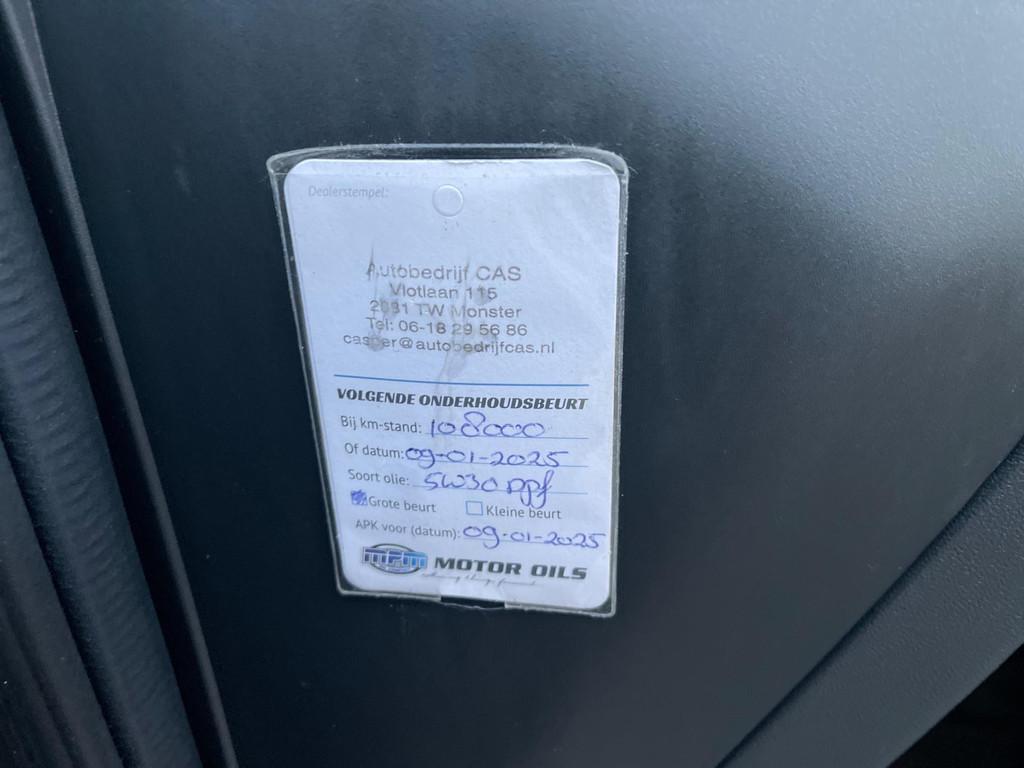 Dealerstempel:
Autobedrijf CAS
Vlotlaan 115
2681 TW Monster
Tel: 06-18 29 56 86
casper@autobedrijfcas.nl
VOLGENDE ONDERHOUDSBEURT
Bij km-stand: 108000
Of datum: 09-01-2025
Soort olie: 5W30 ppf
Grote beurt Kleine beurt
APK voor (datum): 09-01-2025
MPM MOTOR OILS